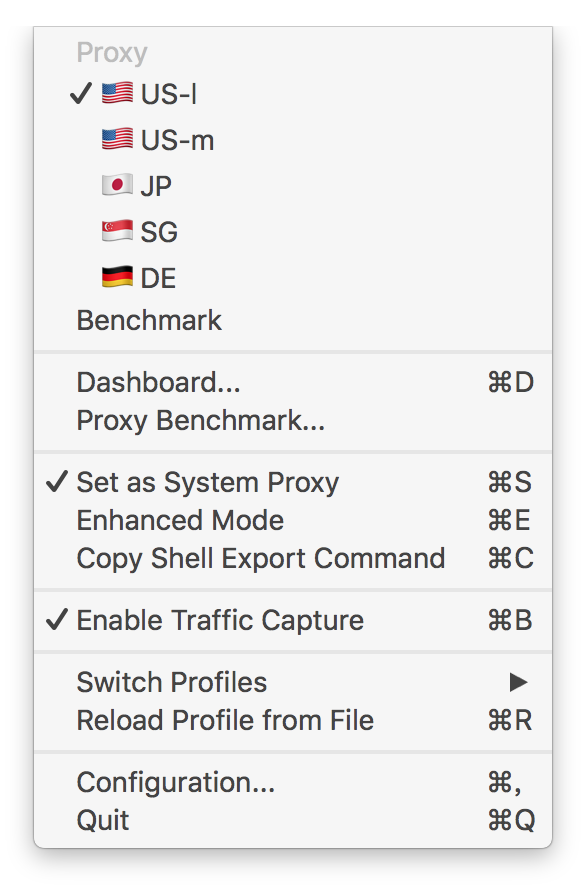 Proxy
✓ 🇺🇸 US-l
🇺🇸 US-m
🇯🇵 JP
🇸🇬 SG
🇩🇪 DE
Benchmark
Dashboard... ⌘D
Proxy Benchmark...
✓ Set as System Proxy ⌘S
Enhanced Mode ⌘E
Copy Shell Export Command ⌘C
✓ Enable Traffic Capture ⌘B
Switch Profiles ▶
Reload Profile from File ⌘R
Configuration... ⌘,
Quit ⌘Q